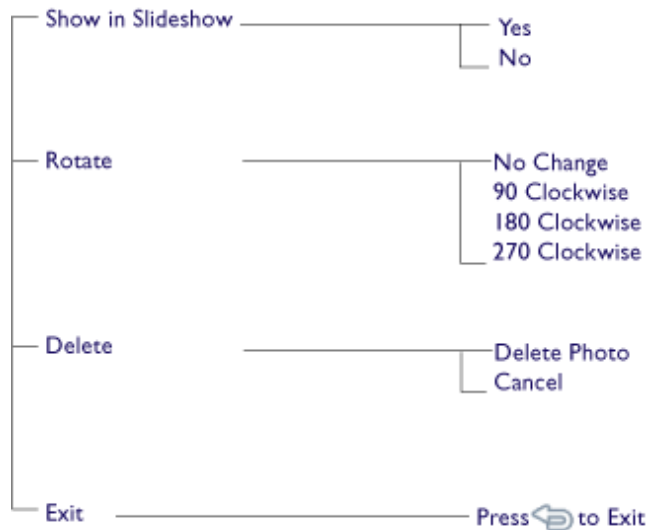 Show in Slideshow
Yes
No
Rotate
No Change
90 Clockwise
180 Clockwise
270 Clockwise
Delete
Delete Photo
Cancel
Exit
Press to Exit